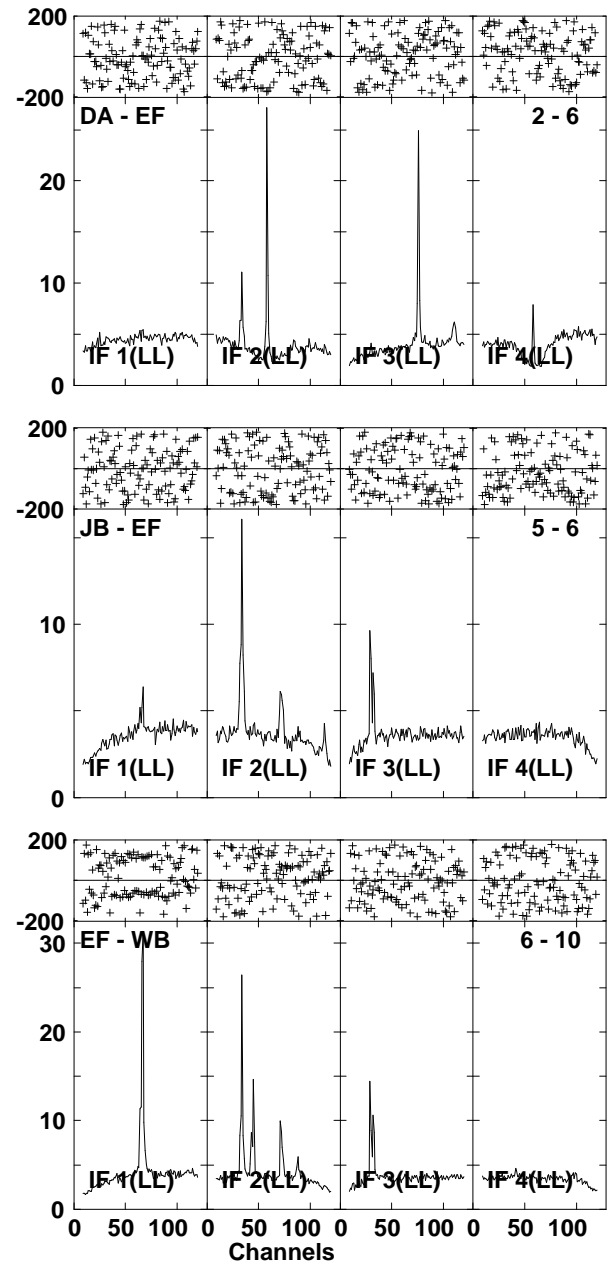 200
-200
DA - EF 2 - 6
20
10
IF 1(LL) IF 2(LL) IF 3(LL) IF 4(LL)
0
200
-200
JB - EF 5 - 6
10
IF 1(LL) IF 2(LL) IF 3(LL) IF 4(LL)
0
200
-200
EF - WB 6 - 10
30
20
10
IF 1(LL) IF 2(LL) IF 3(LL) IF 4(LL)
0
0 50 100 0 50 100 0 50 100 0 50 100
Channels